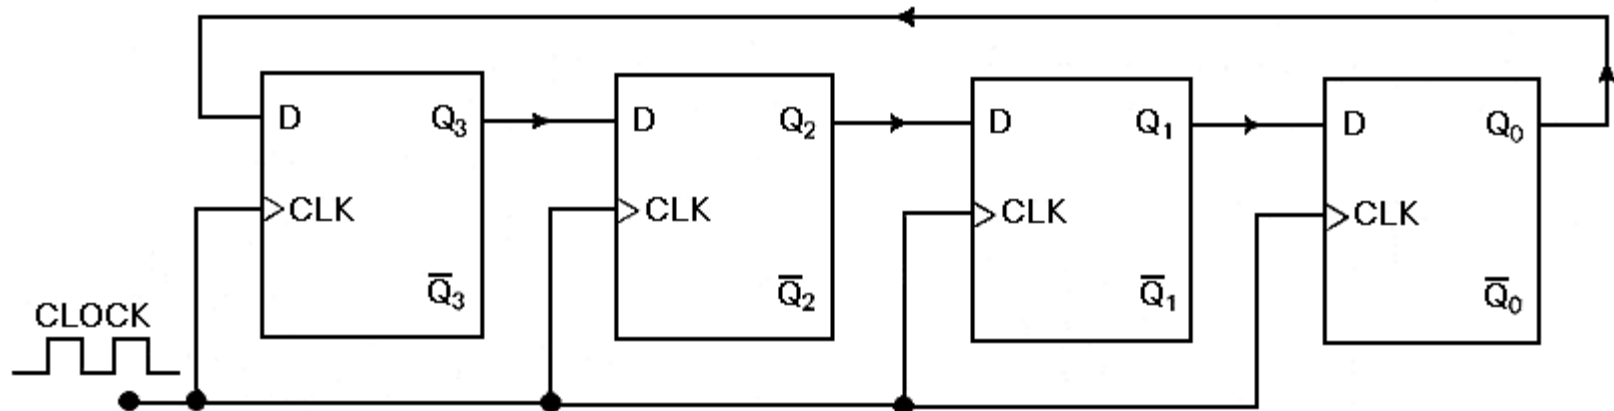 D Q₃ D Q₂ D Q₁ D Q₀
CLK CLK CLK CLK
Q̅₃ Q̅₂ Q̅₁ Q̅₀
CLOCK